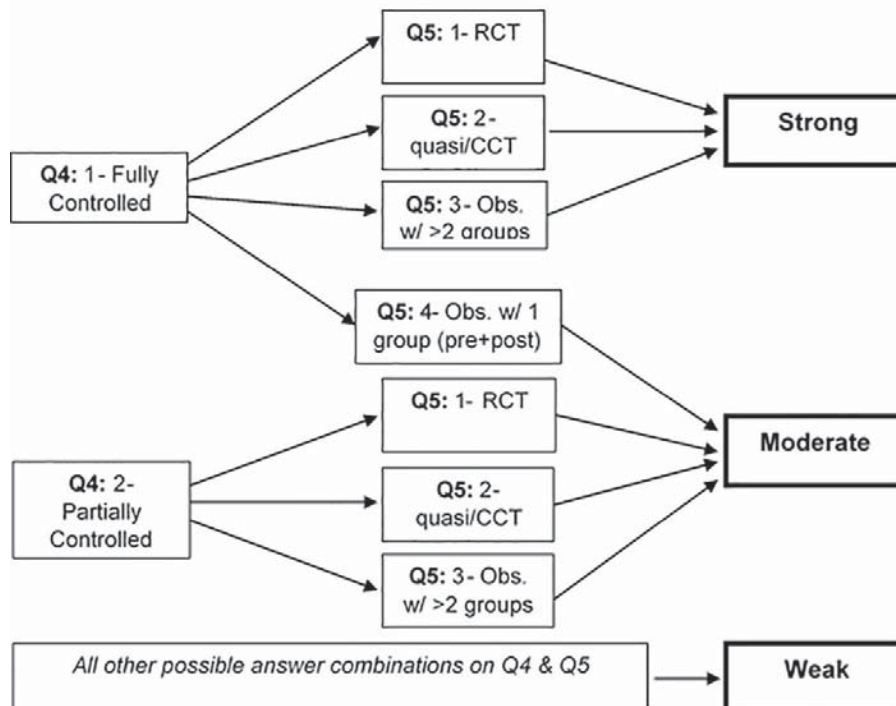 Q5: 1- RCT
Strong
Q5: 2-
quasi/CCT
Q4: 1- Fully
Controlled
Q5: 3- Obs.
w/ >2 groups
Q5: 4- Obs. w/ 1
group (pre+post)
Q5: 1- RCT
Moderate
Q4: 2-
Partially
Controlled
Q5: 2-
quasi/CCT
Q5: 3- Obs.
w/ >2 groups
All other possible answer combinations on Q4 & Q5
Weak